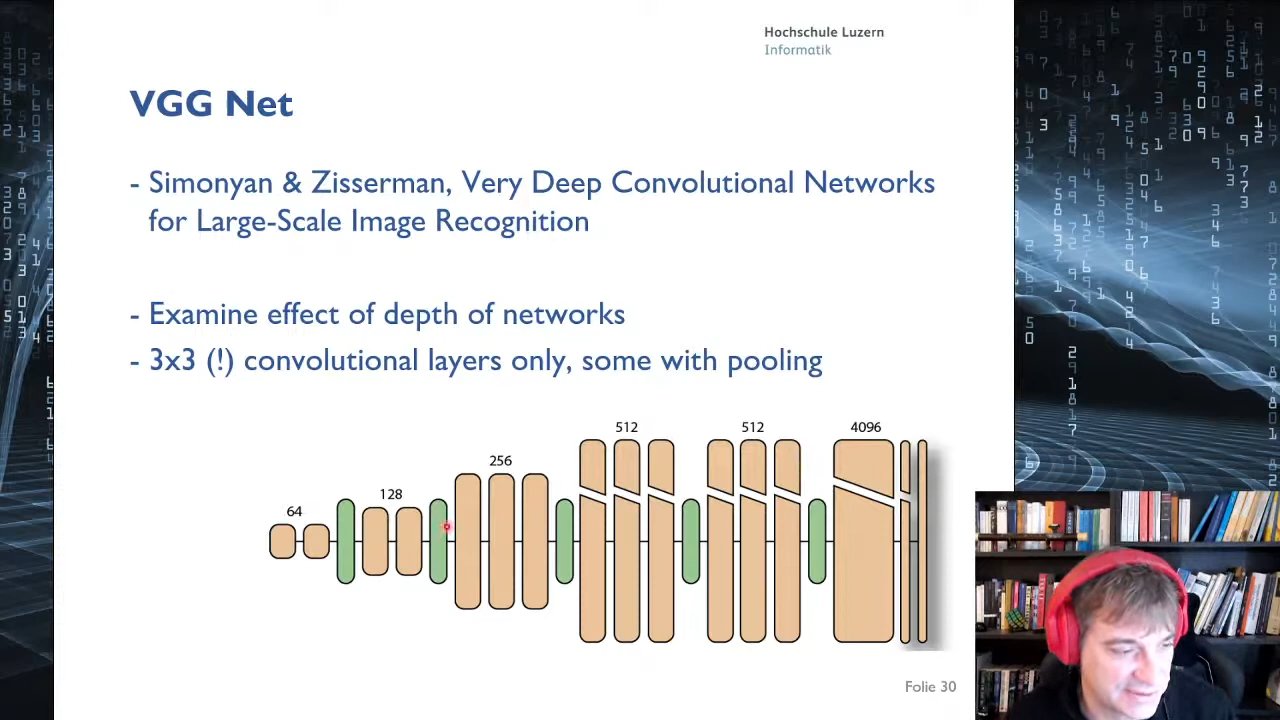 Hochschule Luzern
Informatik
VGG Net
- Simonyan & Zisserman, Very Deep Convolutional Networks
for Large-Scale Image Recognition
- Examine effect of depth of networks
- 3x3 (!) convolutional layers only, some with pooling
64
128
256
512
512
4096
Folie 30